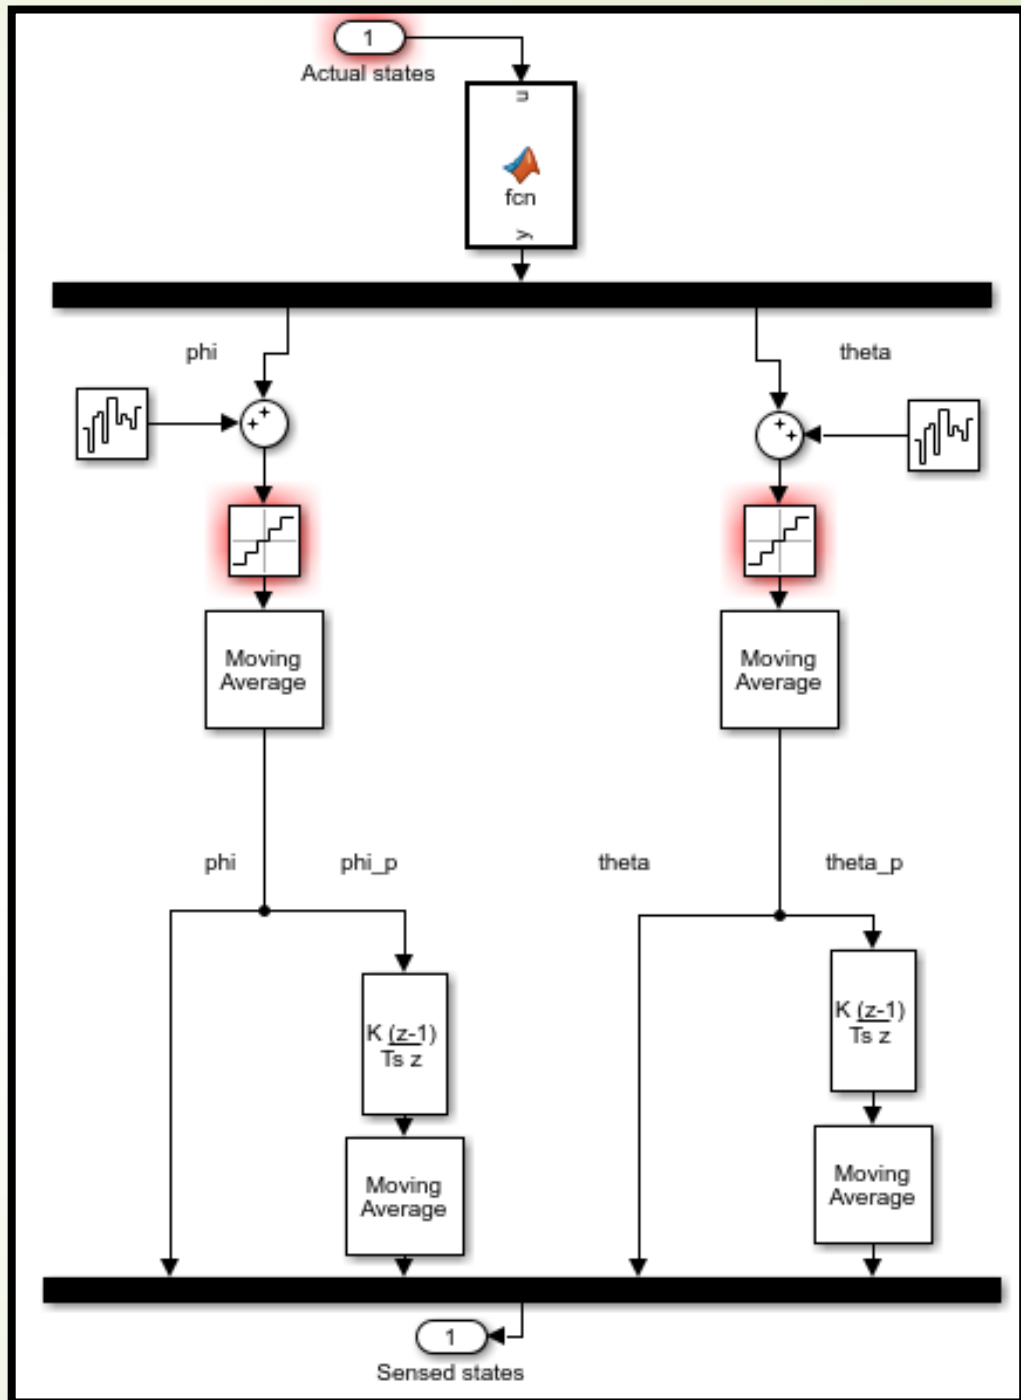 1
Actual states
u
fcn
y
phi
theta
Moving
Average
Moving
Average
phi
phi_p
theta
theta_p
K (z-1)
Ts z
K (z-1)
Ts z
Moving
Average
Moving
Average
1
Sensed states